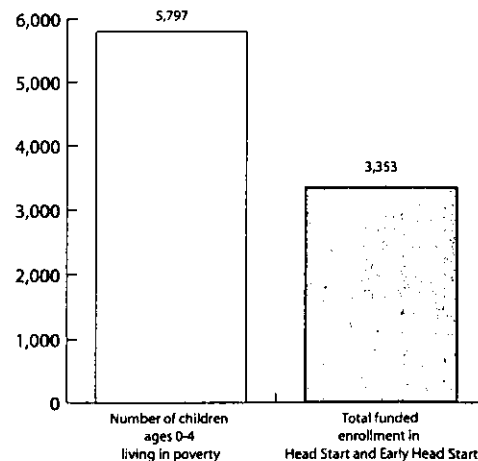 6,000
5,000
4,000
3,000
2,000
1,000
0
5,797
3,353
Number of children
ages 0-4
living in poverty
Total funded
enrollment in
Head Start and Early Head Start